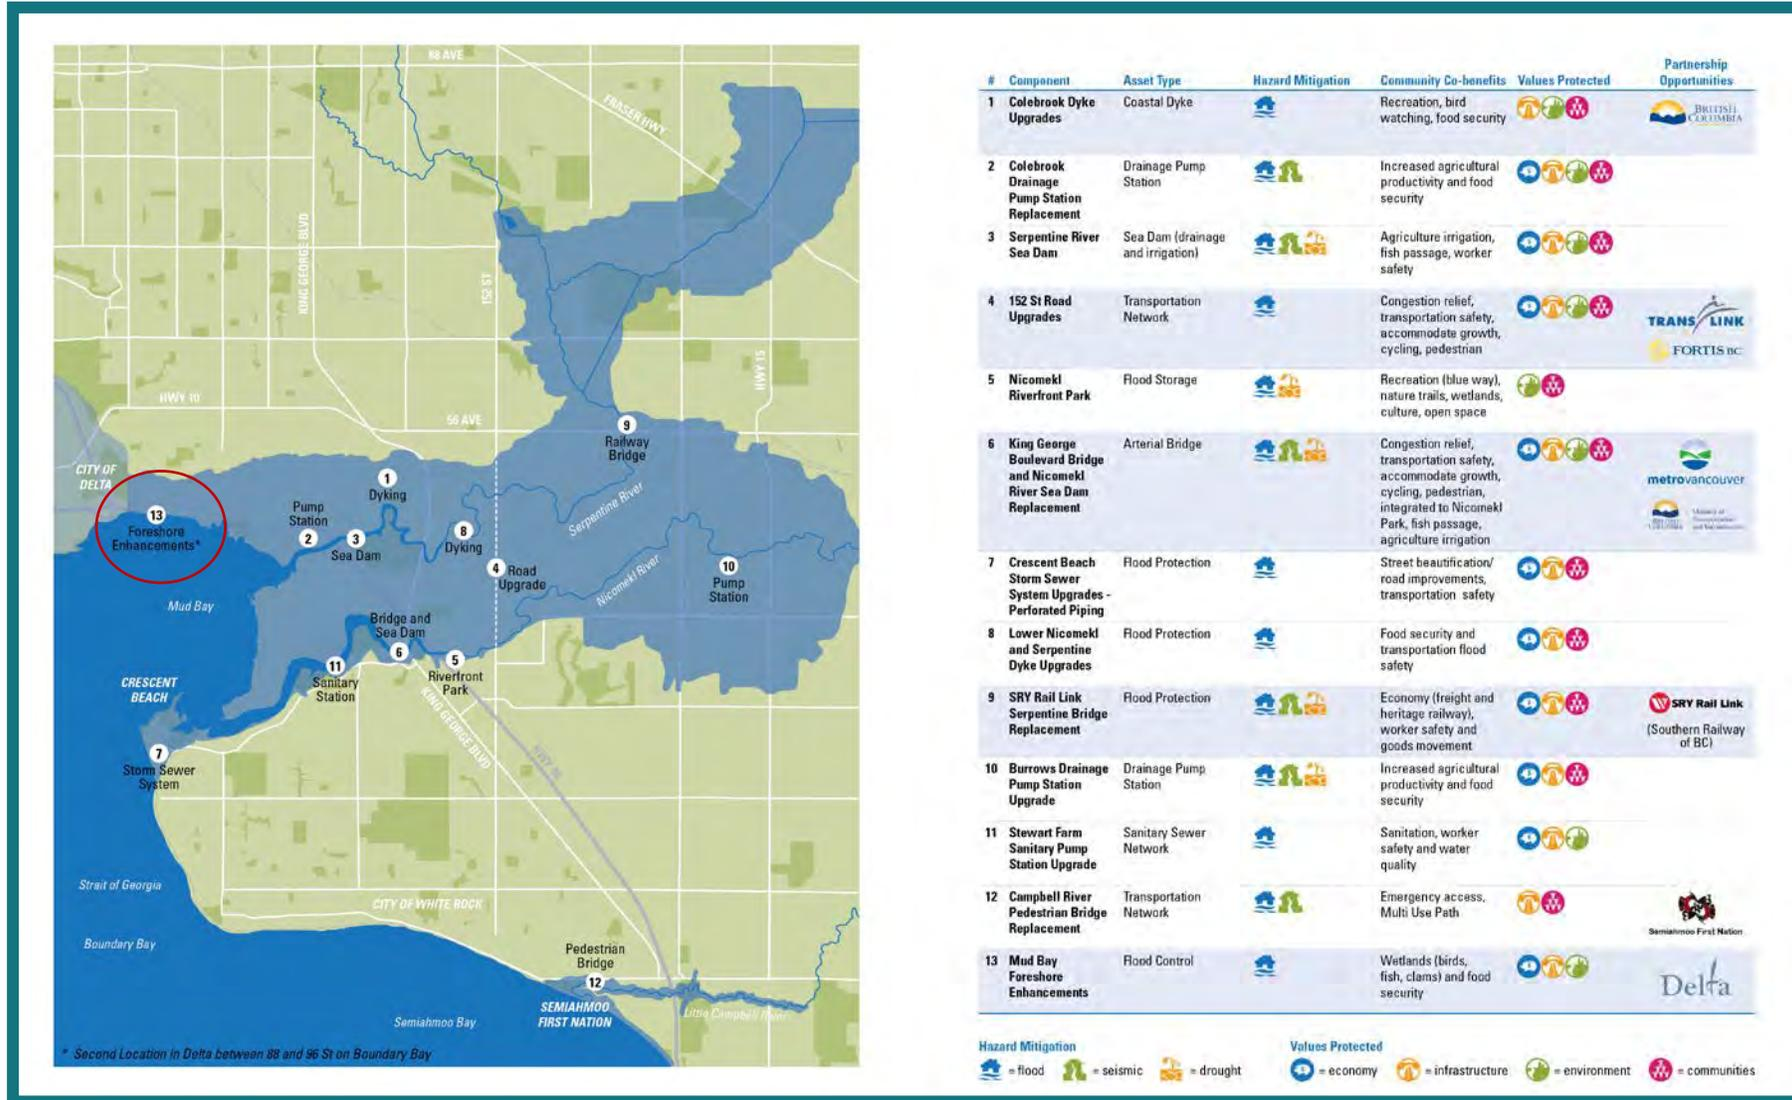 88 AVE
FRASER HWY
KING GEORGE BLVD
152 ST
HWY 15
HWY 10
56 AVE
9
Railway
Bridge
CITY OF
DELTA
1
Dyking
13
Foreshore
Enhancements*
Pump
Station
2
3
Sea Dam
8
Dyking
Serpentine River
4
Road
Upgrade
10
Pump
Station
Nicomekl River
Mud Bay
Bridge and
Sea Dam
6
5
Riverfront
Park
11
Sanitary
Station
CRESCENT
BEACH
KING GEORGE BLVD
7
Storm Sewer
System
Strait of Georgia
CITY OF WHITE ROCK
Boundary Bay
Pedestrian
Bridge
12
SEMIAHMOO
FIRST NATION
Little Campbell River
Semiahmoo Bay
* Second Location in Delta between 88 and 96 St on Boundary Bay
Partnership
# Component Asset Type Hazard Mitigation Community Co-benefits Values Protected Opportunities
1 Colebrook Dyke Coastal Dyke Recreation, bird BRITISH
Upgrades watching, food security COLUMBIA
2 Colebrook Drainage Pump Increased agricultural
Drainage Station productivity and food
Pump Station security
Replacement
3 Serpentine River Sea Dam (drainage Agriculture irrigation,
Sea Dam and irrigation) fish passage, worker
safety
4 152 St Road Transportation Congestion relief,
Upgrades Network transportation safety, TRANS LINK
accommodate growth,
cycling, pedestrian FORTIS BC
5 Nicomekl Flood Storage Recreation (blue way),
Riverfront Park nature trails, wetlands,
culture, open space
6 King George Arterial Bridge Congestion relief,
Boulevard Bridge transportation safety,
and Nicomekl accommodate growth, metrovancouver
River Sea Dam cycling, pedestrian,
Replacement integrated to Nicomekl
Park, fish passage,
agriculture irrigation
7 Crescent Beach Flood Protection Street beautification/
Storm Sewer road improvements,
System Upgrades - transportation safety
Perforated Piping
8 Lower Nicomekl Flood Protection Food security and
and Serpentine transportation flood
Dyke Upgrades safety
9 SRY Rail Link Flood Protection Economy (freight and SRY Rail Link
Serpentine Bridge heritage railway),
Replacement worker safety and (Southern Railway
goods movement of BC)
10 Burrows Drainage Drainage Pump Increased agricultural
Pump Station Station productivity and food
Upgrade security
11 Stewart Farm Sanitary Sewer Sanitation, worker
Sanitary Pump Network safety and water
Station Upgrade quality
12 Campbell River Transportation Emergency access,
Pedestrian Bridge Network Multi Use Path
Replacement Semiahmoo First Nation
13 Mud Bay Flood Control Wetlands (birds,
Foreshore fish, clams) and food Delta
Enhancements security
Hazard Mitigation Values Protected
= flood = seismic = drought = economy = infrastructure = environment = communities